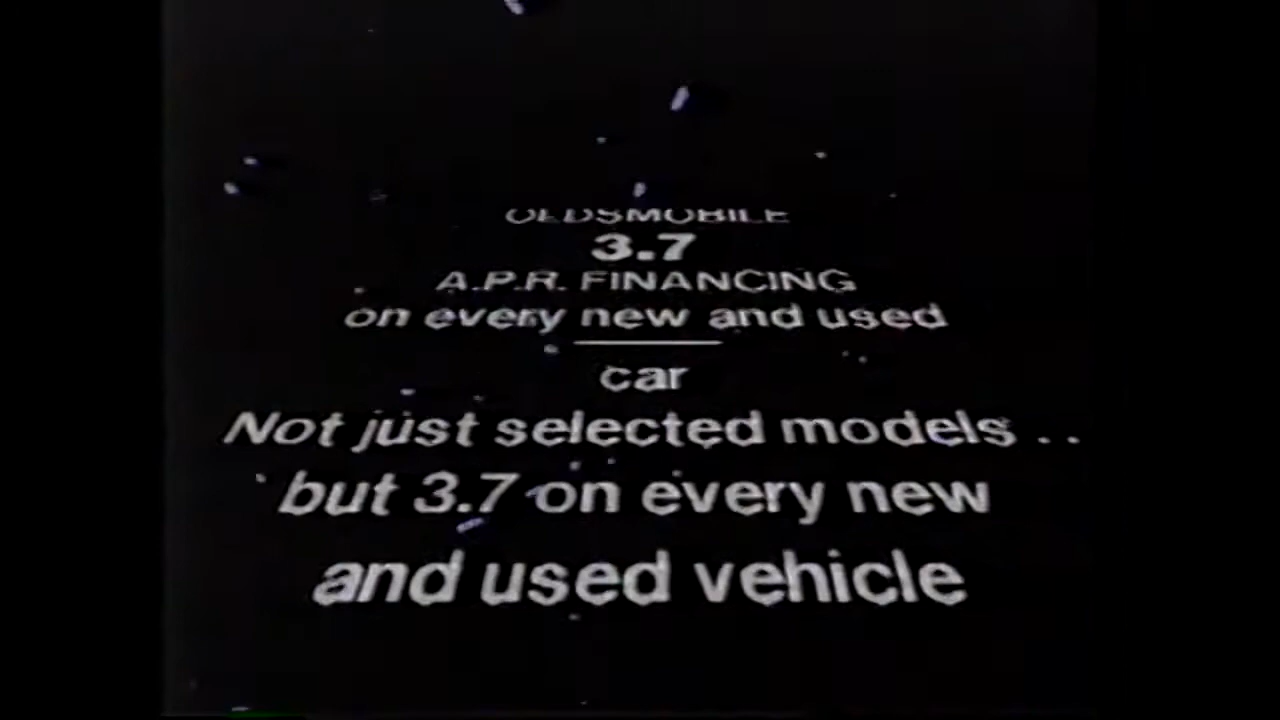 OLDSMOBILE
3.7
A.P.R. FINANCING
on every new and used
car
Not just selected models . .
but 3.7 on every new
and used vehicle